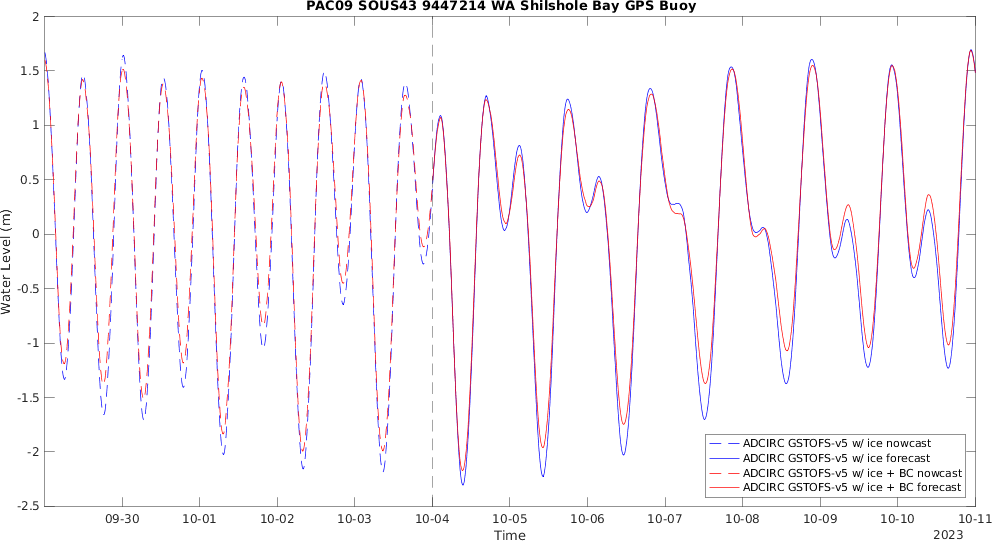 PAC09 SOUS43 9447214 WA Shilshole Bay GPS Buoy
2
1.5
1
0.5
0
-0.5
-1
-1.5
-2
-2.5
Water Level (m)
09-30 10-01 10-02 10-03 10-04 10-05 10-06 10-07 10-08 10-09 10-10 10-11
Time
2023
ADCIRC GSTOFS-v5 w/ ice nowcast
ADCIRC GSTOFS-v5 w/ ice forecast
ADCIRC GSTOFS-v5 w/ ice + BC nowcast
ADCIRC GSTOFS-v5 w/ ice + BC forecast